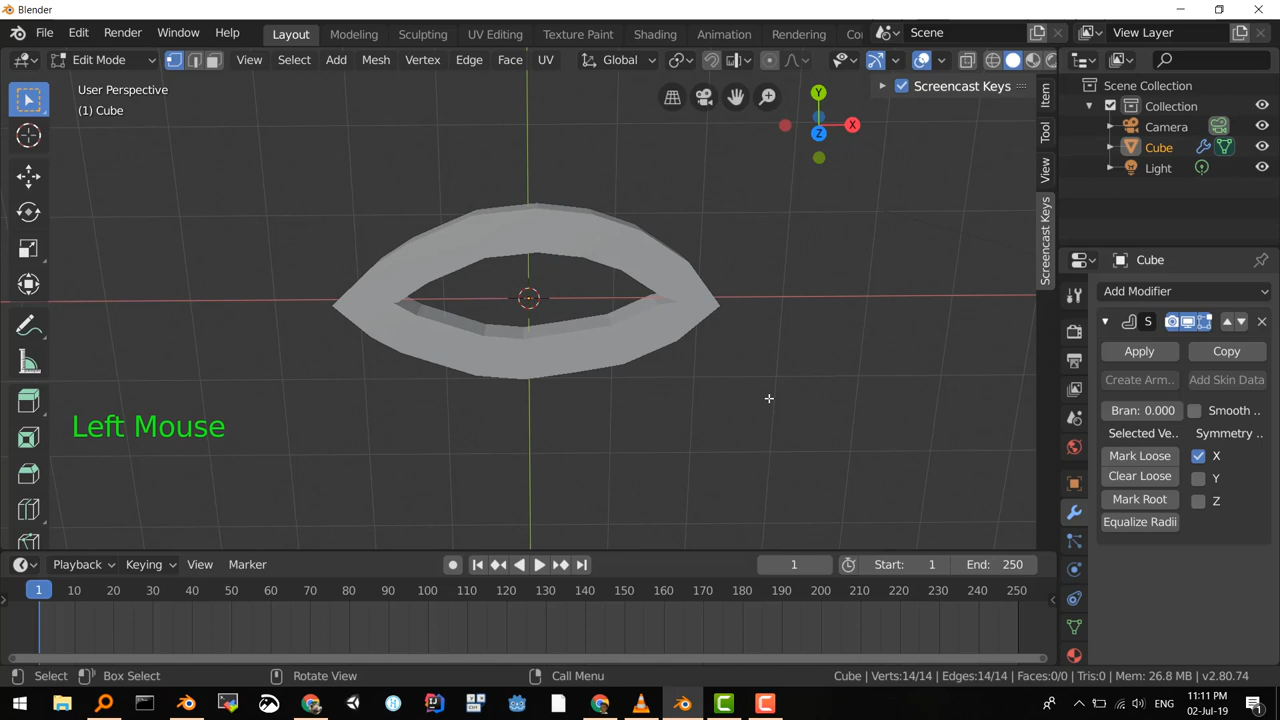 Blender
File Edit Render Window Help Layout Modeling Sculpting UV Editing Texture Paint Shading Animation Rendering Co Scene View Layer
Edit Mode View Select Add Mesh Vertex Edge Face UV Global
User Perspective
(1) Cube
Screencast Keys
Y
X
Z
Item
Tool
View
Screencast Keys
Scene Collection
Collection
Camera
Cube
Light
Cube
Add Modifier
S
Apply Copy
Create Arm.. Add Skin Data
Bran: 0.000 Smooth ..
Selected Ve.. Symmetry ..
Mark Loose X
Clear Loose Y
Mark Root Z
Equalize Radii
Left Mouse
Playback Keying View Marker 1 Start: 1 End: 250
1 10 20 30 40 50 60 70 80 90 100 110 120 130 140 150 160 170 180 190 200 210 220 230 240 250
Select Box Select Rotate View Call Menu Cube | Verts:14/14 | Edges:14/14 | Faces:0/0 | Tris:0 | Mem: 26.8 MB | v2.80.74
11:11 PM
02-Jul-19
1